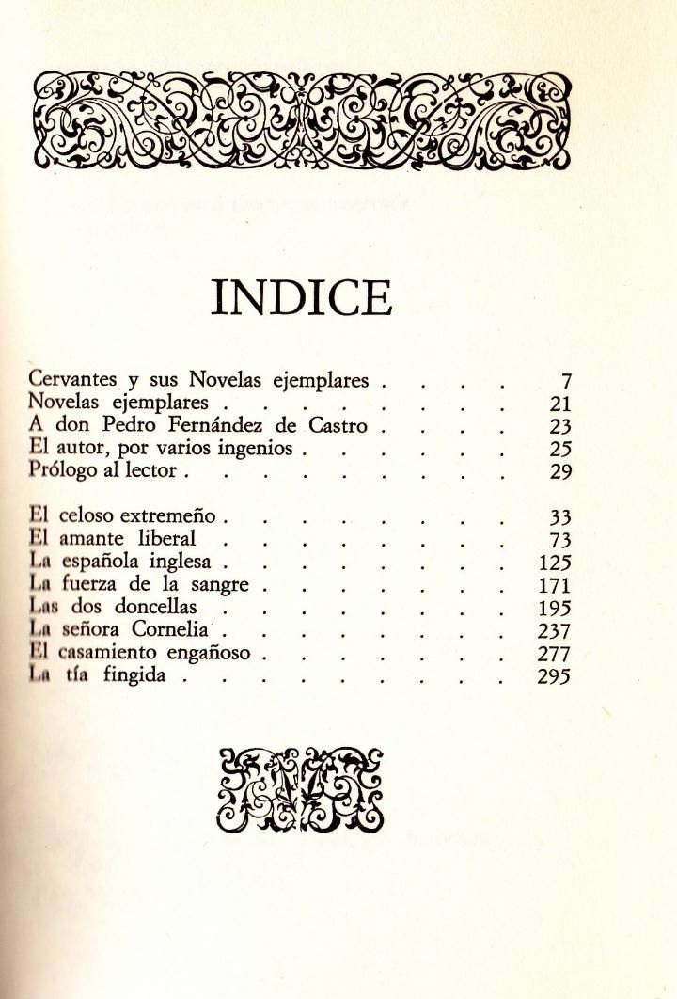 INDICE
Cervantes y sus Novelas ejemplares . . . . 7
Novelas ejemplares . . . . . . . . 21
A don Pedro Fernández de Castro . . . . 23
El autor, por varios ingenios . . . . . . 25
Prólogo al lector . . . . . . . . . 29
El celoso extremeño . . . . . . . . 33
El amante liberal . . . . . . . . 73
La española inglesa . . . . . . . . 125
La fuerza de la sangre . . . . . . . 171
Las dos doncellas . . . . . . . . 195
La señora Cornelia . . . . . . . . 237
El casamiento engañoso . . . . . . . 277
La tía fingida . . . . . . . . . 295